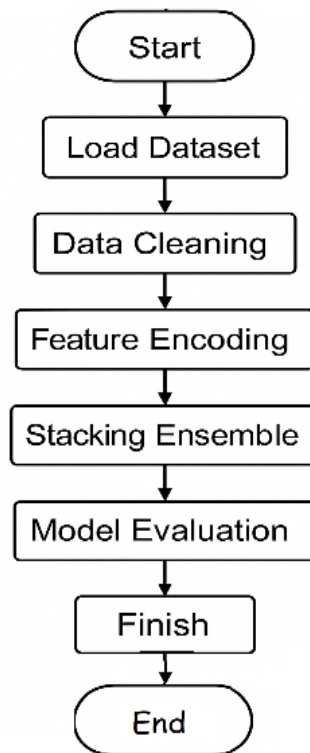 Start
Load Dataset
Data Cleaning
Feature Encoding
Stacking Ensemble
Model Evaluation
Finish
End